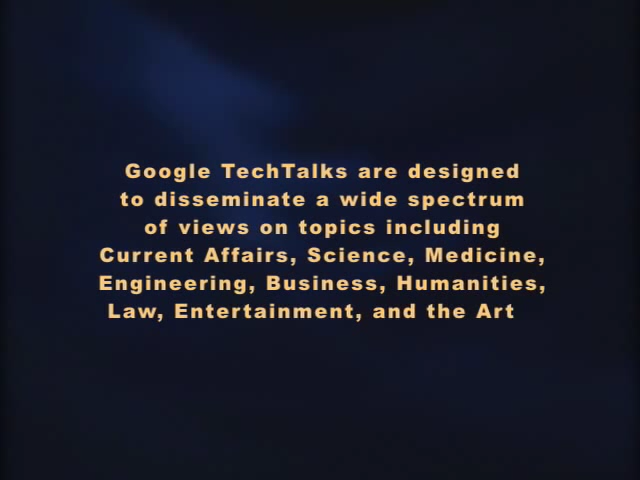 Google TechTalks are designed
to disseminate a wide spectrum
of views on topics including
Current Affairs, Science, Medicine,
Engineering, Business, Humanities,
Law, Entertainment, and the Art